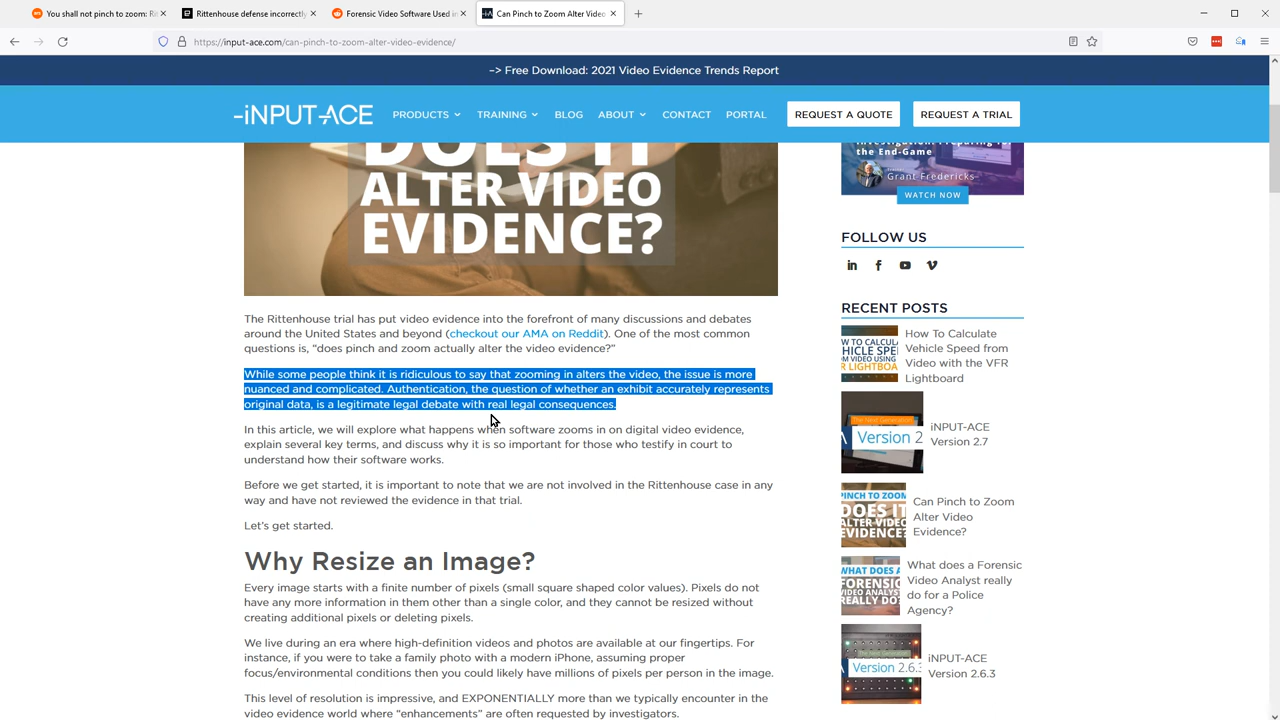 You shall not pinch to zoom: Ri
Rittenhouse defense incorrectly
Forensic Video Software Used in
Can Pinch to Zoom Alter Video
https://input-ace.com/can-pinch-to-zoom-alter-video-evidence/
–> Free Download: 2021 Video Evidence Trends Report
-iNPUT-ACE
PRODUCTS
TRAINING
BLOG
ABOUT
CONTACT
PORTAL
REQUEST A QUOTE
REQUEST A TRIAL
DOES IT
ALTER VIDEO
EVIDENCE?
The Rittenhouse trial has put video evidence into the forefront of many discussions and debates
around the United States and beyond (checkout our AMA on Reddit). One of the most common
questions is, “does pinch and zoom actually alter the video evidence?”
While some people think it is ridiculous to say that zooming in alters the video, the issue is more
nuanced and complicated. Authentication, the question of whether an exhibit accurately represents
original data, is a legitimate legal debate with real legal consequences.
In this article, we will explore what happens when software zooms in on digital video evidence,
explain several key terms, and discuss why it is so important for those who testify in court to
understand how their software works.
Before we get started, it is important to note that we are not involved in the Rittenhouse case in any
way and have not reviewed the evidence in that trial.
Let’s get started.
Why Resize an Image?
Every image starts with a finite number of pixels (small square shaped color values). Pixels do not
have any more information in them other than a single color, and they cannot be resized without
creating additional pixels or deleting pixels.
We live during an era where high-definition videos and photos are available at our fingertips. For
instance, if you were to take a family photo with a modern iPhone, assuming proper
focus/environmental conditions then you could likely have millions of pixels per person in the image.
This level of resolution is impressive, and EXPONENTIALLY more than we typically encounter in the
video evidence world where “enhancements” are often requested by investigators.
Investigation: Preparing for
the End-Game
Grant Fredericks
WATCH NOW
FOLLOW US
RECENT POSTS
How To Calculate
Vehicle Speed from
Video with the VFR
Lightboard
Version 2
iNPUT-ACE
Version 2.7
PINCH TO ZOOM
DOES IT
ALTER VIDEO
EVIDENCE?
Can Pinch to Zoom
Alter Video
Evidence?
WHAT DOES A
FORENSIC
VIDEO ANALYST
REALLY DO?
What does a Forensic
Video Analyst really
do for a Police
Agency?
Version 2.6.3
iNPUT-ACE
Version 2.6.3